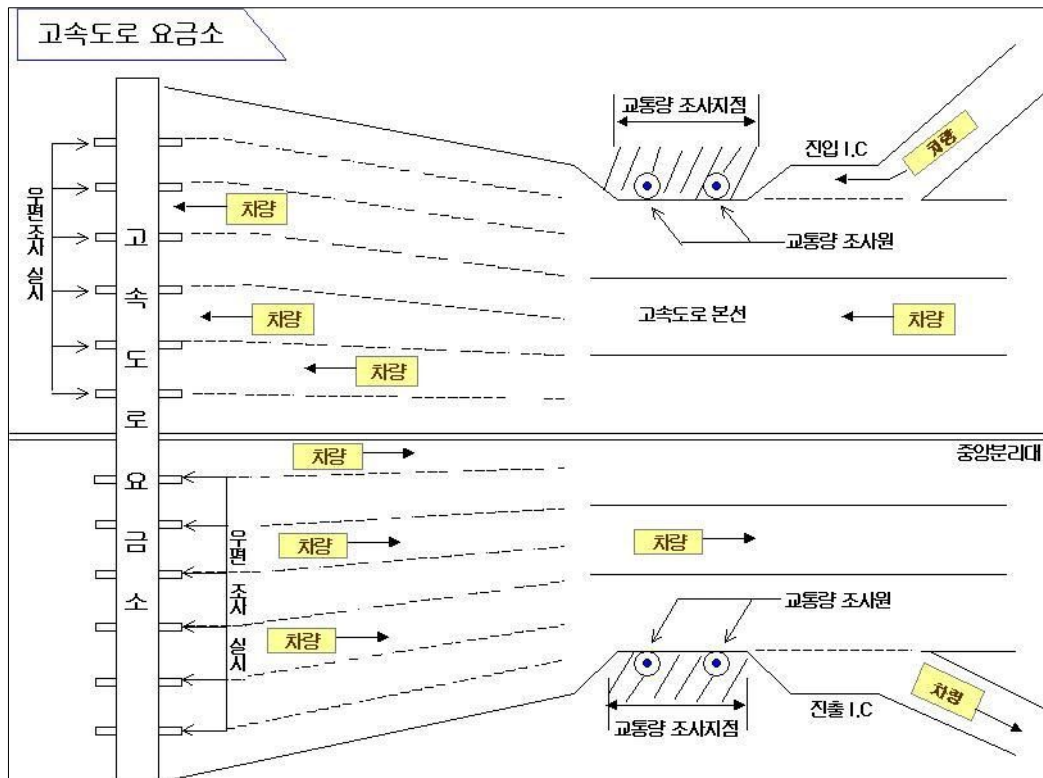 고속도로 요금소
교통량 조사지점
진입 I.C
차량
우편조사 실시
차량
교통량 조사원
차량
고속도로 본선
차량
차량
고속도로요금소
차량
중앙분리대
우편 조사 실시
차량
차량
교통량 조사원
차량
차량
진출 I.C
교통량 조사지점